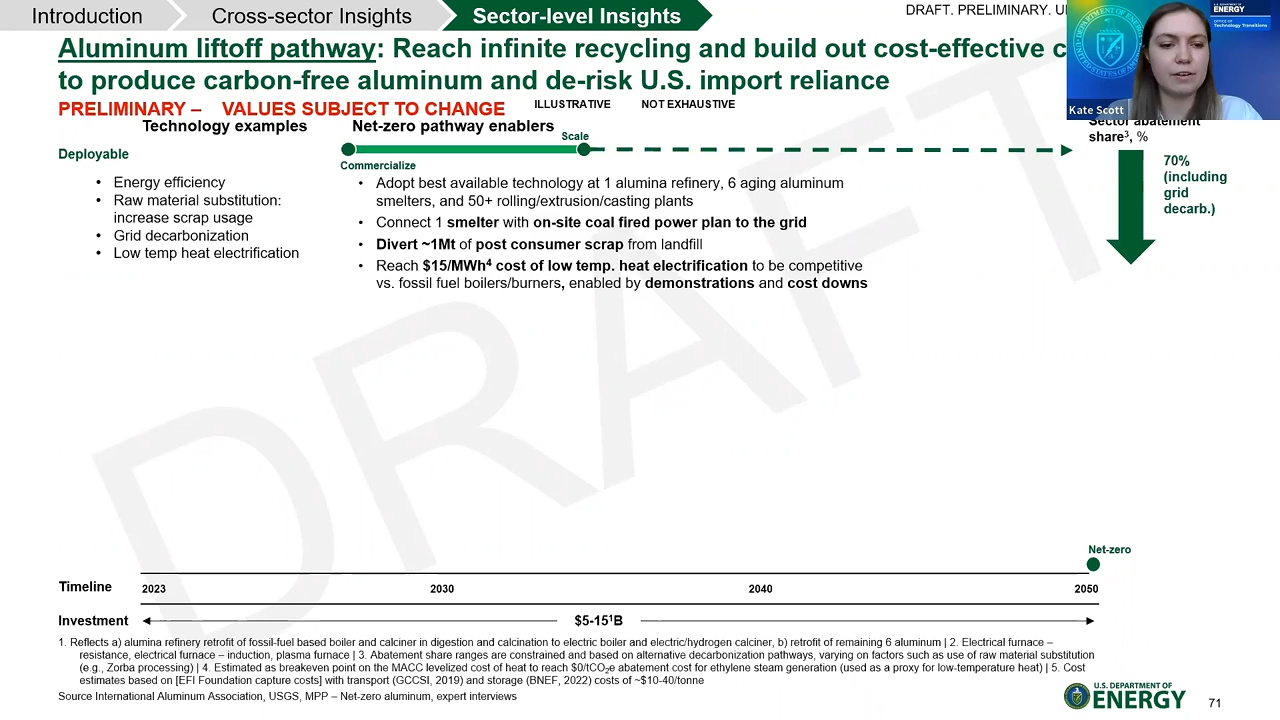 Introduction
Cross-sector Insights
Sector-level Insights
DRAFT. PRELIMINARY.
U.S. DEPARTMENT OF
ENERGY
OFFICE OF
Technology Transitions
Kate Scott
Aluminum liftoff pathway: Reach infinite recycling and build out cost-effective
to produce carbon-free aluminum and de-risk U.S. import reliance
PRELIMINARY – VALUES SUBJECT TO CHANGE
ILLUSTRATIVE
NOT EXHAUSTIVE
Technology examples
Net-zero pathway enablers
Sector abatement
share³, %
Scale
Commercialize
Deployable
• Energy efficiency
• Raw material substitution:
increase scrap usage
• Grid decarbonization
• Low temp heat electrification
• Adopt best available technology at 1 alumina refinery, 6 aging aluminum
smelters, and 50+ rolling/extrusion/casting plants
• Connect 1 smelter with on-site coal fired power plan to the grid
• Divert ~1Mt of post consumer scrap from landfill
• Reach $15/MWh⁴ cost of low temp. heat electrification to be competitive
vs. fossil fuel boilers/burners, enabled by demonstrations and cost downs
70%
(including
grid
decarb.)
DRAFT
Net-zero
Timeline
2023
2030
2040
2050
Investment
$5-15¹B
1. Reflects a) alumina refinery retrofit of fossil-fuel based boiler and calciner in digestion and calcination to electric boiler and electric/hydrogen calciner, b) retrofit of remaining 6 aluminum | 2. Electrical furnace –
resistance, electrical furnace – induction, plasma furnace | 3. Abatement share ranges are constrained and based on alternative decarbonization pathways, varying on factors such as use of raw material substitution
(e.g., Zorba processing) | 4. Estimated as breakeven point on the MACC levelized cost of heat to reach $0/tCO₂e abatement cost for ethylene steam generation (used as a proxy for low-temperature heat) | 5. Cost
estimates based on [EFI Foundation capture costs] with transport (GCCSI, 2019) and storage (BNEF, 2022) costs of ~$10-40/tonne
Source International Aluminum Association, USGS, MPP – Net-zero aluminum, expert interviews
U.S. DEPARTMENT OF
ENERGY
71